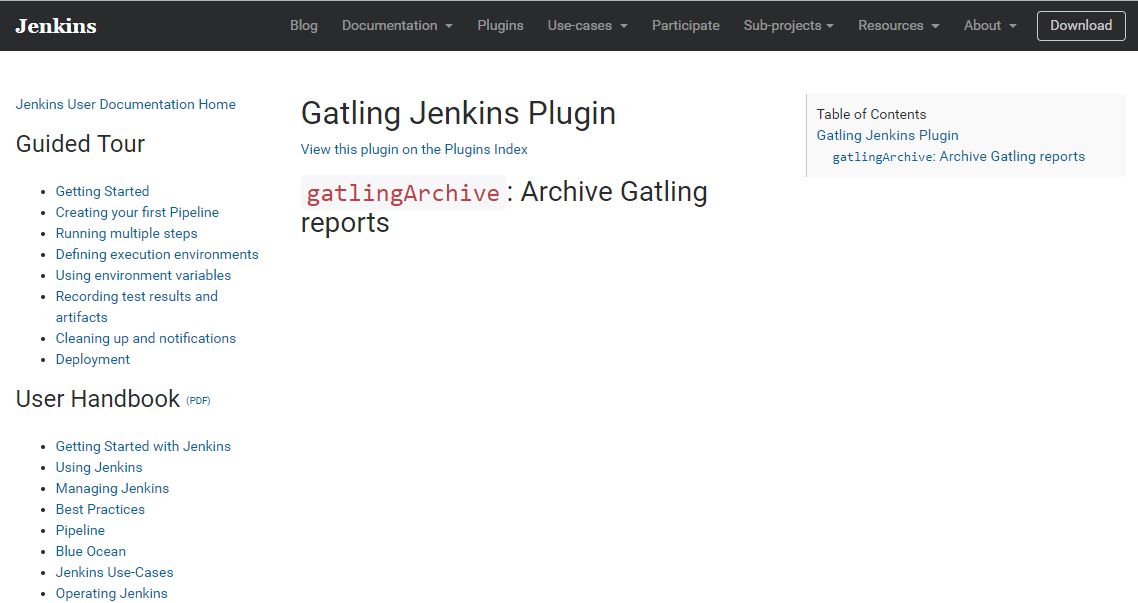 Jenkins
Blog Documentation Plugins Use-cases Participate Sub-projects Resources About Download
Jenkins User Documentation Home
Guided Tour
Getting Started
Creating your first Pipeline
Running multiple steps
Defining execution environments
Using environment variables
Recording test results and
artifacts
Cleaning up and notifications
Deployment
User Handbook (PDF)
Getting Started with Jenkins
Using Jenkins
Managing Jenkins
Best Practices
Pipeline
Blue Ocean
Jenkins Use-Cases
Operating Jenkins
Gatling Jenkins Plugin
View this plugin on the Plugins Index
gatlingArchive: Archive Gatling
reports
Table of Contents
Gatling Jenkins Plugin
gatlingArchive: Archive Gatling reports